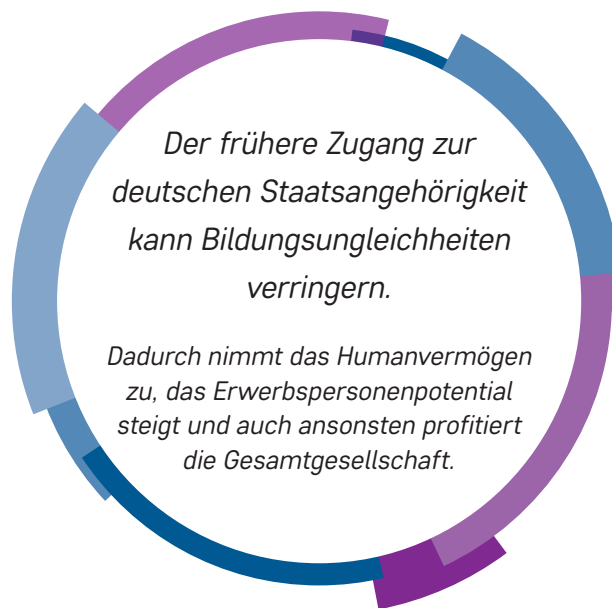 Der frühere Zugang zur
deutschen Staatsangehörigkeit
kann Bildungsungleichheiten
verringern.
Dadurch nimmt das Humanvermögen
zu, das Erwerbspersonenpotential
steigt und auch ansonsten profitiert
die Gesamtgesellschaft.